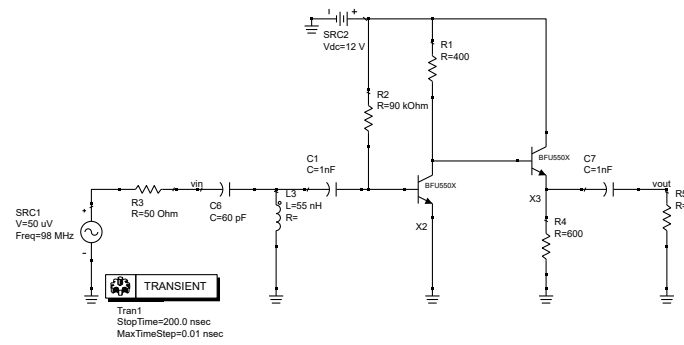 SRC2
Vdc=12 V
R1
R=400
R2
R=90 kOhm
C1
C=1nF
BFU550X
BFU550X
C7
C=1nF
vin
vout
R3
R=50 Ohm
C6
C=60 pF
L3
L=55 nH
R=
X2
X3
R4
R=600
SRC1
V=50 uV
Freq=98 MHz
TRANSIENT
Tran1
StopTime=200.0 nsec
MaxTimeStep=0.01 nsec